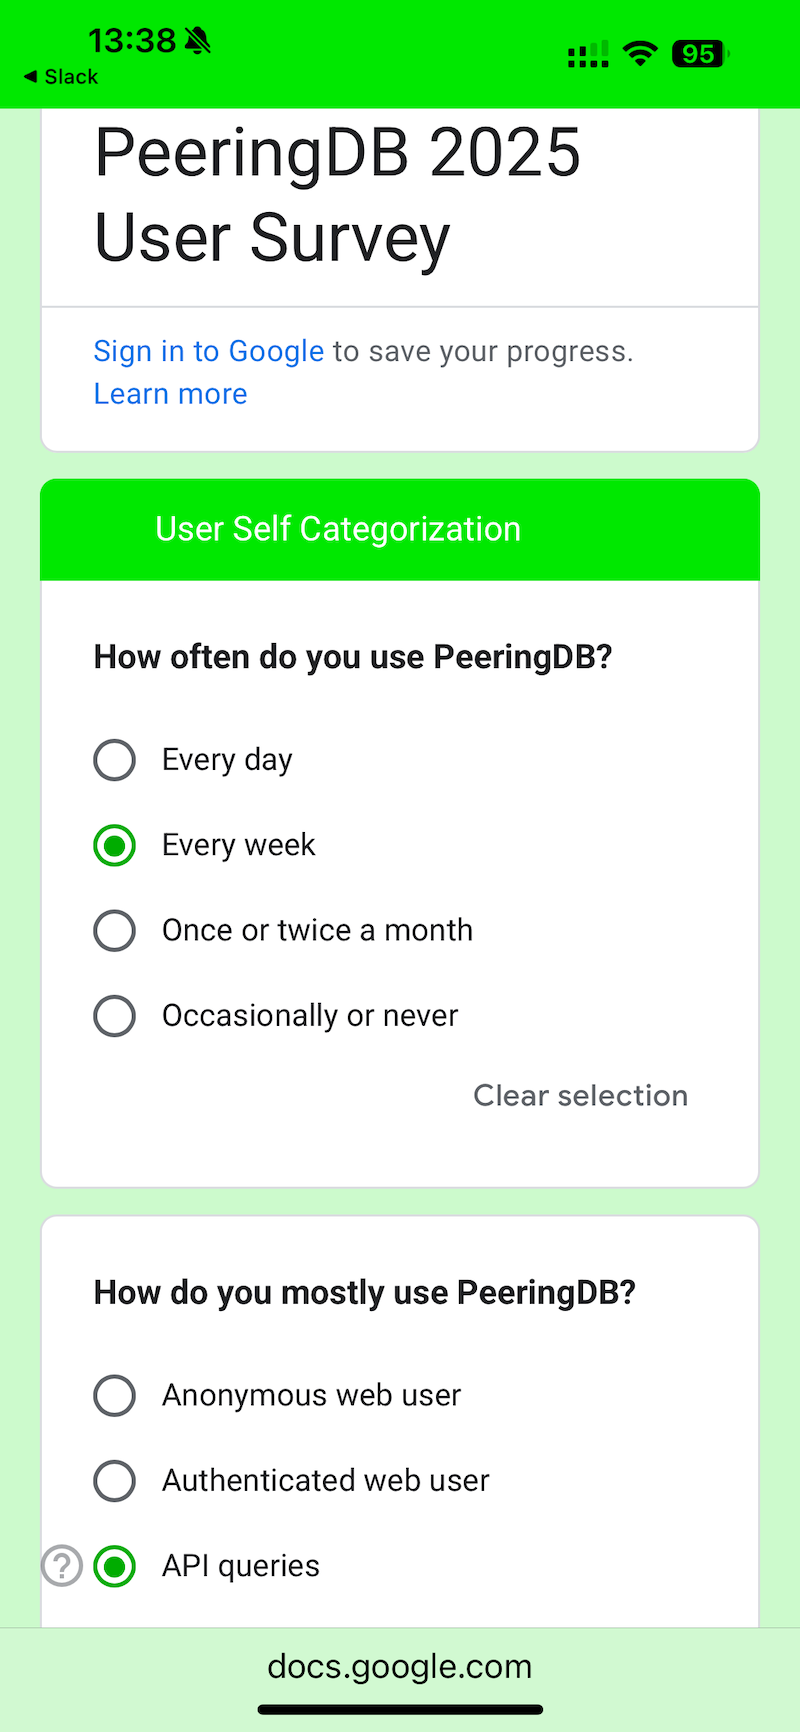 13:38
◀ Slack
95
PeeringDB 2025
User Survey
Sign in to Google to save your progress.
Learn more
User Self Categorization
How often do you use PeeringDB?
Every day
Every week
Once or twice a month
Occasionally or never
Clear selection
How do you mostly use PeeringDB?
Anonymous web user
Authenticated web user
? API queries
docs.google.com